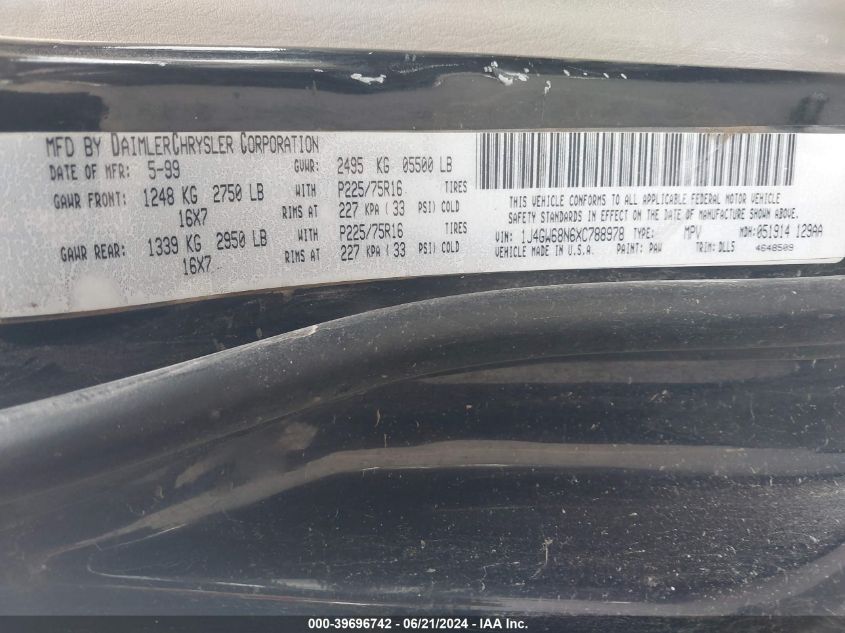 MFD BY DAIMLERCHRYSLER CORPORATION
DATE OF MFR: 5-99 GVWR: 2495 KG 05500 LB
GAWR FRONT: 1248 KG 2750 LB WITH P225/75R16 TIRES
16X7 RIMS AT 227 KPA ( 33 PSI) COLD
GAWR REAR: 1339 KG 2950 LB WITH P225/75R16 TIRES
16X7 RIMS AT 227 KPA ( 33 PSI) COLD
THIS VEHICLE CONFORMS TO ALL APPLICABLE FEDERAL MOTOR VEHICLE
SAFETY STANDARDS IN EFFECT ON THE DATE OF MANUFACTURE SHOWN ABOVE.
VIN: 1J4GW68N6XC788978 TYPE: MPV MDH: 051914 129AA
VEHICLE MADE IN U.S.A. PAINT: PAW TRIM: DLL5 4648509
000-39696742 / 06/21/2024 - IAA Inc.